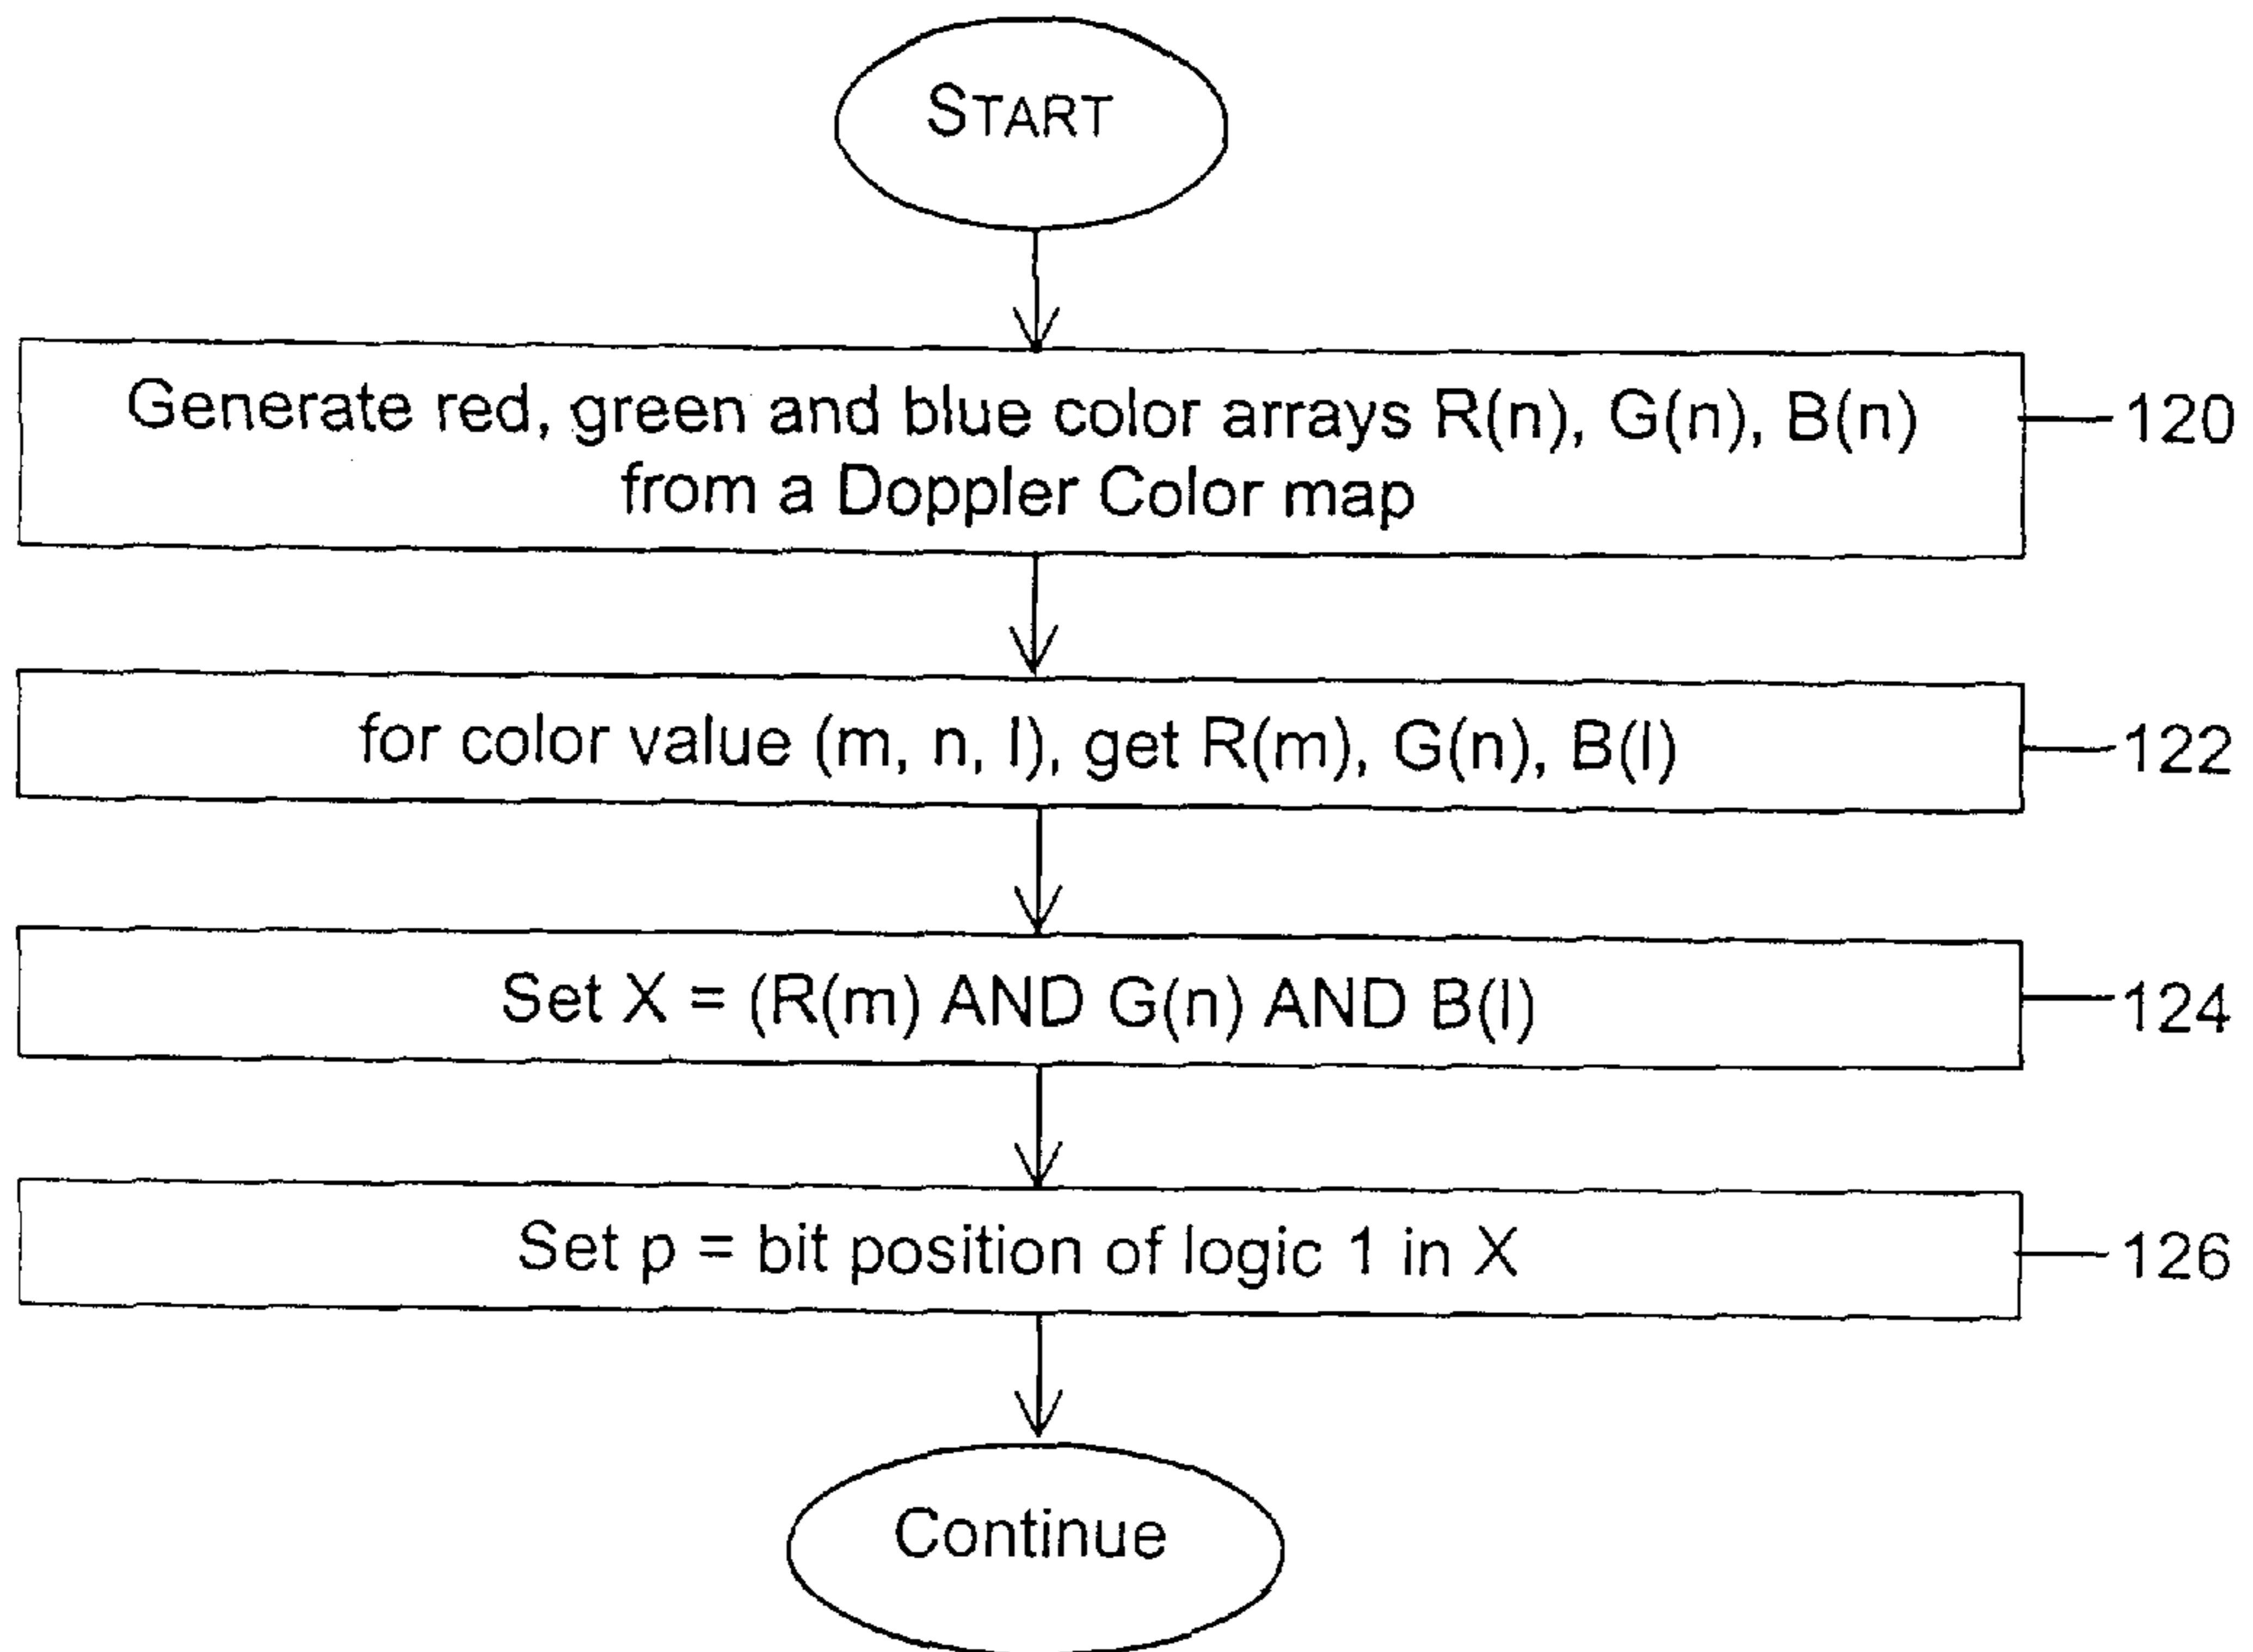 START
Generate red, green and blue color arrays R(n), G(n), B(n)
from a Doppler Color map
120
for color value (m, n, l), get R(m), G(n), B(l)
122
Set X = (R(m) AND G(n) AND B(l)
124
Set p = bit position of logic 1 in X
126
Continue